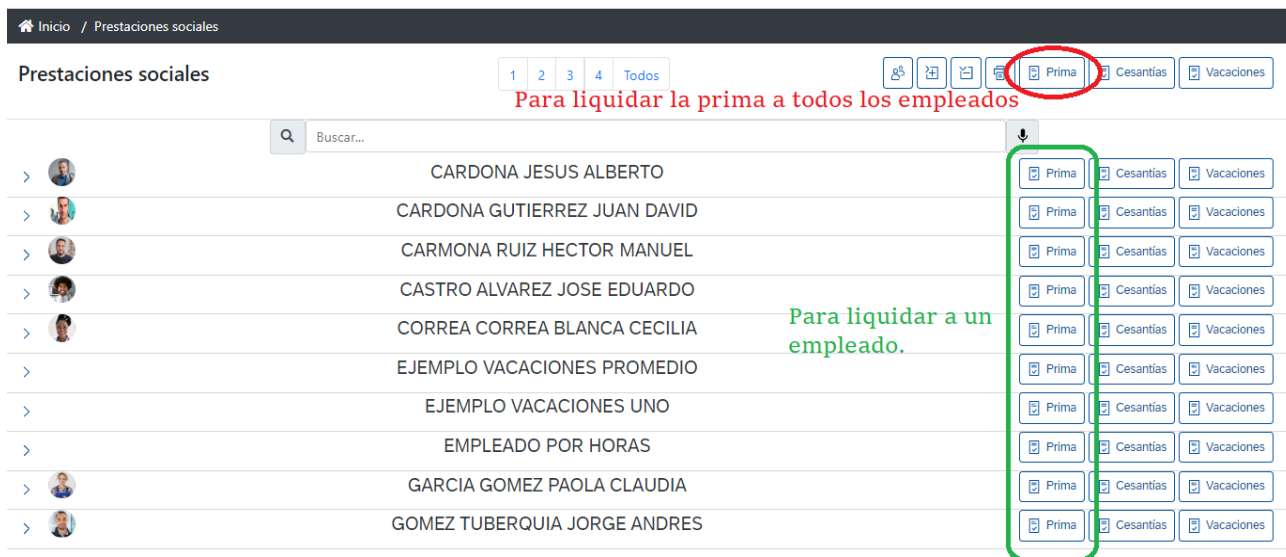 Inicio / Prestaciones sociales
Prestaciones sociales
1 2 3 4 Todos
Prima Cesantías Vacaciones
Para liquidar la prima a todos los empleados
Buscar...
CARDONA JESUS ALBERTO Prima Cesantías Vacaciones
CARDONA GUTIERREZ JUAN DAVID Prima Cesantías Vacaciones
CARMONA RUIZ HECTOR MANUEL Prima Cesantías Vacaciones
CASTRO ALVAREZ JOSE EDUARDO Prima Cesantías Vacaciones
Para liquidar a un
empleado.
CORREA CORREA BLANCA CECILIA Prima Cesantías Vacaciones
EJEMPLO VACACIONES PROMEDIO Prima Cesantías Vacaciones
EJEMPLO VACACIONES UNO Prima Cesantías Vacaciones
EMPLEADO POR HORAS Prima Cesantías Vacaciones
GARCIA GOMEZ PAOLA CLAUDIA Prima Cesantías Vacaciones
GOMEZ TUBERQUIA JORGE ANDRES Prima Cesantías Vacaciones